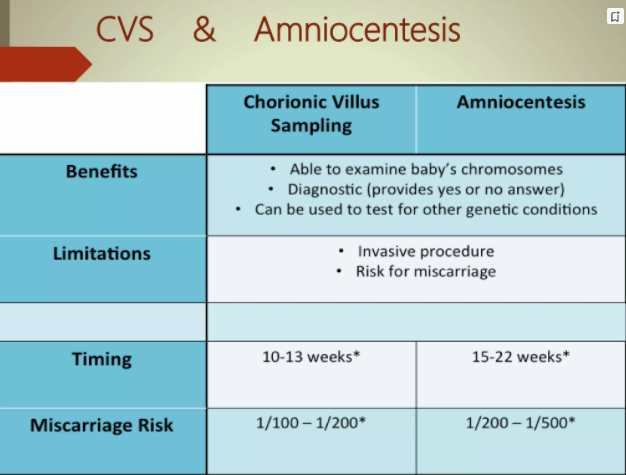 CVS & Amniocentesis
Chorionic Villus
Sampling
Amniocentesis
Benefits
• Able to examine baby's chromosomes
• Diagnostic (provides yes or no answer)
• Can be used to test for other genetic conditions
Limitations
• Invasive procedure
• Risk for miscarriage
Timing
10-13 weeks*
15-22 weeks*
Miscarriage Risk
1/100 – 1/200*
1/200 – 1/500*